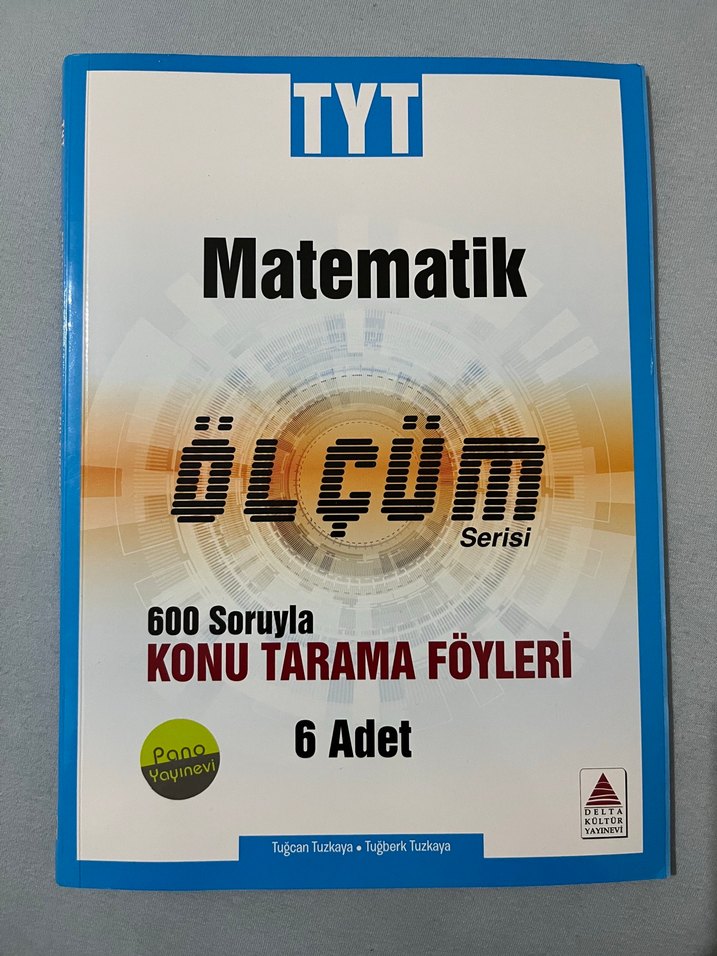 TYT
Matematik
ÖLÇÜM
Serisi
600 Soruyla
KONU TARAMA FÖYLERİ
6 Adet
Pano
Yayınevi
DELTA
KÜLTÜR
YAYINEVİ
Tuğcan Tuzkaya • Tuğberk Tuzkaya